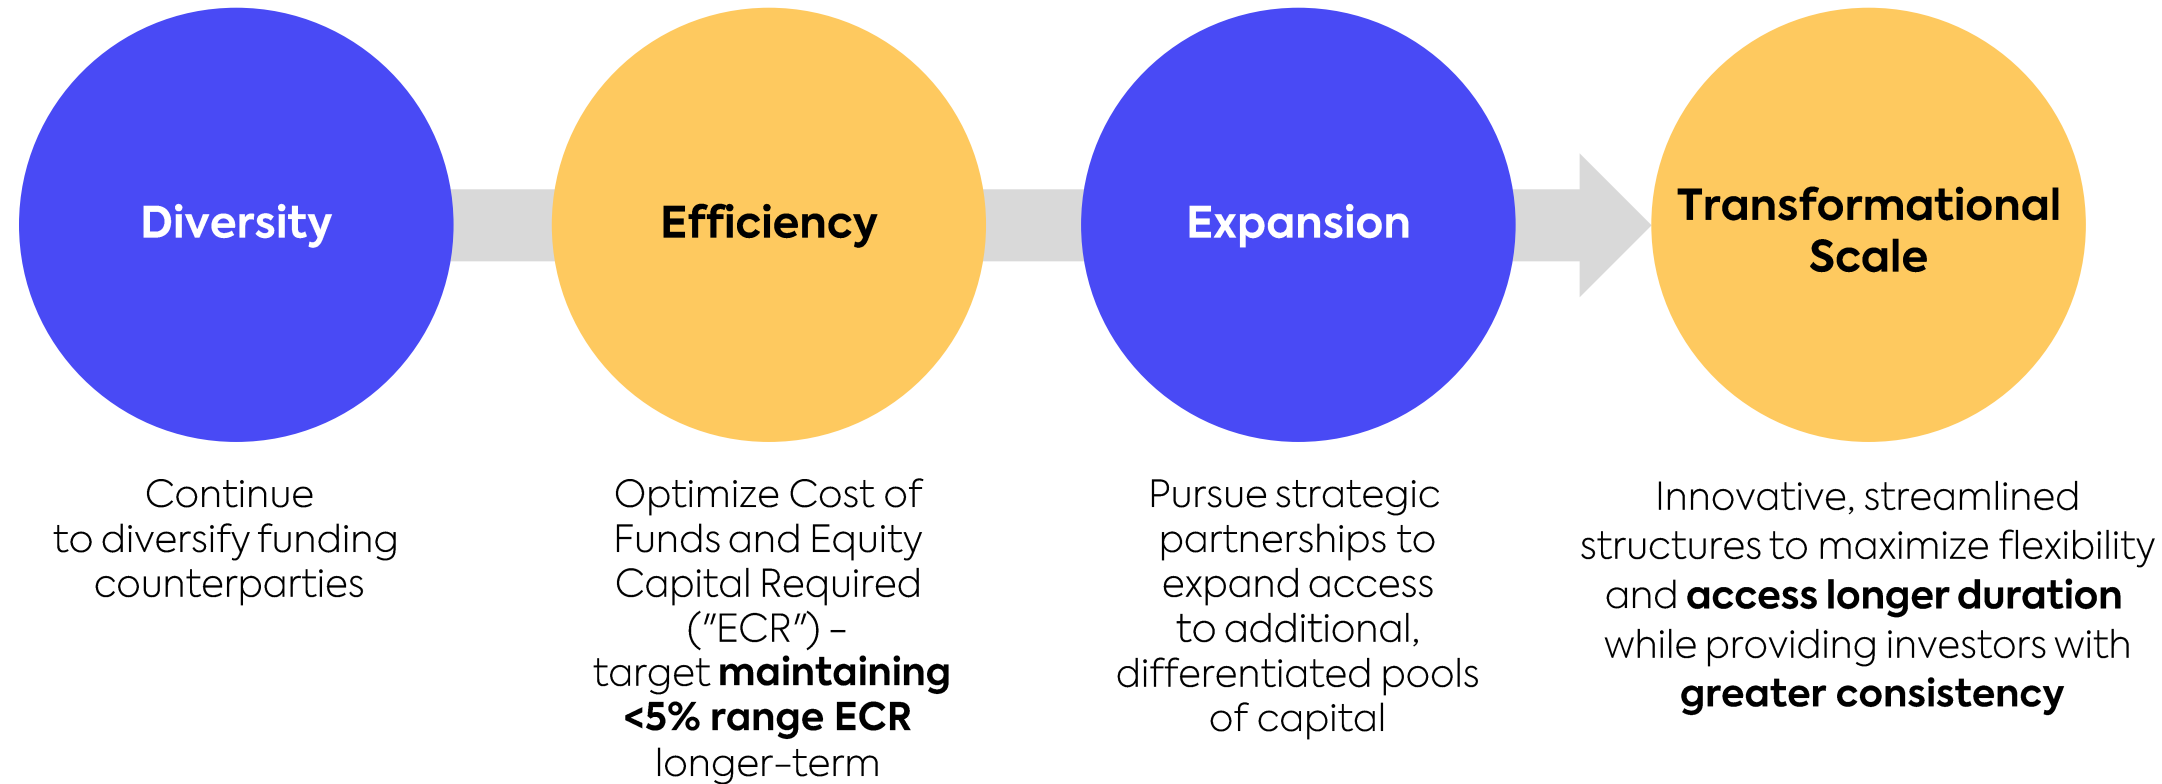 Diversity
Continue
to diversify funding
counterparties
Efficiency
Optimize Cost of
Funds and Equity
Capital Required
("ECR") -
target maintaining
<5% range ECR
longer-term
Expansion
Pursue strategic
partnerships to
expand access
to additional,
differentiated pools
of capital
Transformational
Scale
Innovative, streamlined
structures to maximize flexibility
and access longer duration
while providing investors with
greater consistency